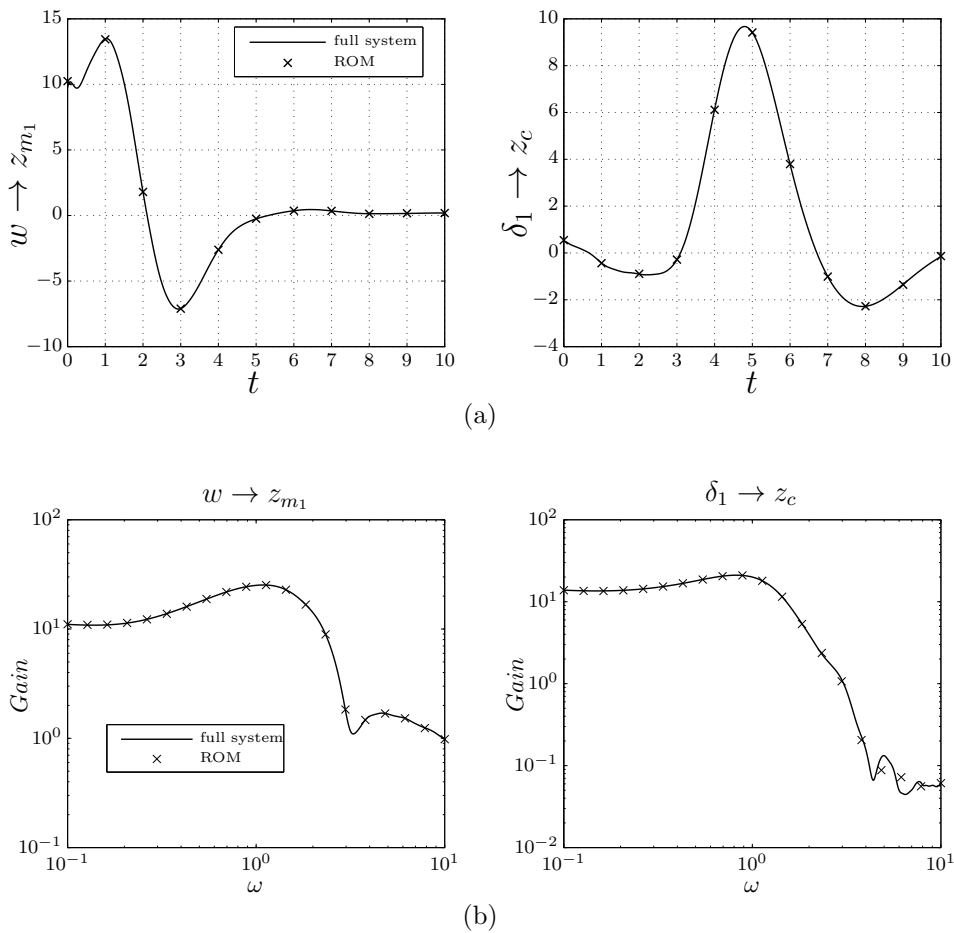 w → z_{m_1}
15
10
5
0
−5
−10
full system
ROM
0 1 2 3 4 5 6 7 8 9 10
t
δ_1 → z_c
10
8
6
4
2
0
−2
−4
0 1 2 3 4 5 6 7 8 9 10
t
(a)
w → z_{m_1}
Gain
10^2
10^1
10^0
10^{−1}
full system
ROM
10^{−1} 10^0 10^1
ω
δ_1 → z_c
Gain
10^2
10^1
10^0
10^{−1}
10^{−2}
10^{−1} 10^0 10^1
ω
(b)